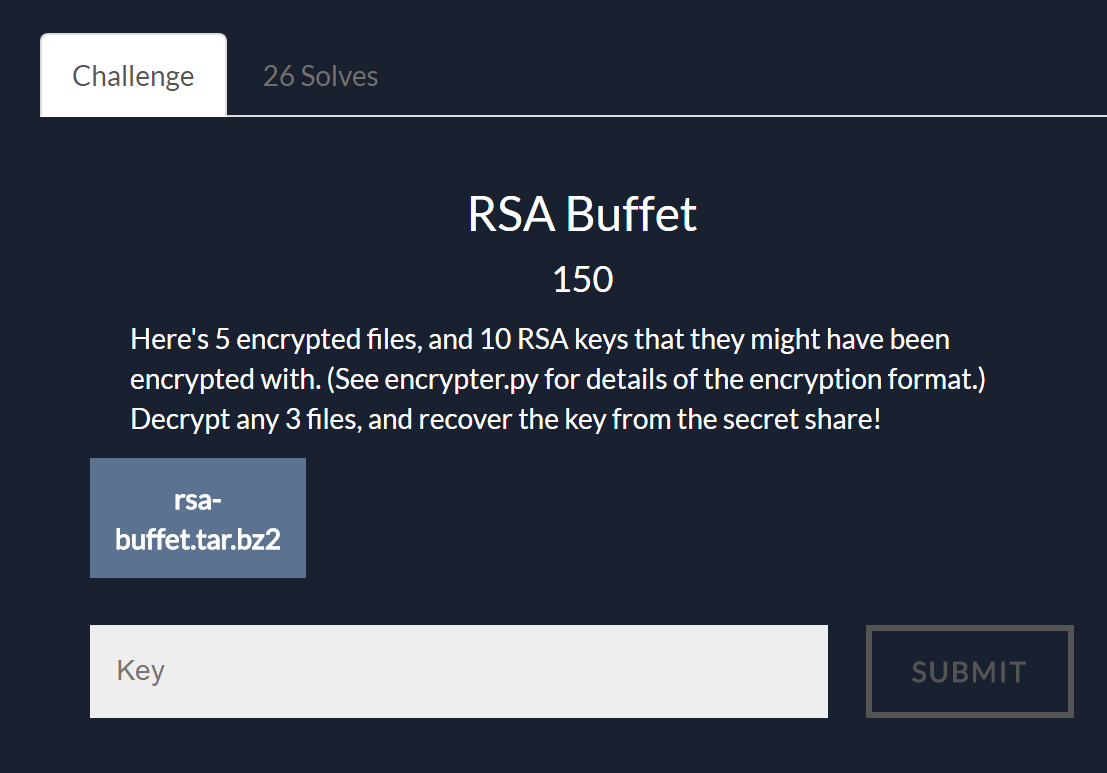 Challenge
26 Solves
RSA Buffet
150
Here's 5 encrypted files, and 10 RSA keys that they might have been
encrypted with. (See encrypter.py for details of the encryption format.)
Decrypt any 3 files, and recover the key from the secret share!
rsa-
buffet.tar.bz2
Key
SUBMIT